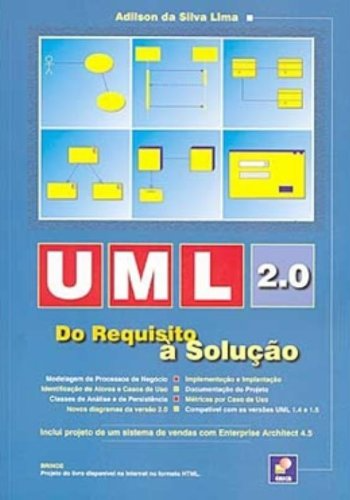 Adilson da Silva Lima
UML 2.0
Do Requisito
à Solução
Modelagem de Processos de Negócio
Identificação de Atores e Casos de Uso
Classes de Análise e de Persistência
Novos diagramas da versão 2.0
Implementação e Implantação
Documentação do Projeto
Métricas por Caso de Uso
Compatível com as versões UML 1.4 e 1.5
Inclui projeto de um sistema de vendas com Enterprise Architect 4.5
BRINDE
Projeto do livro disponível na Internet no formato HTML.
ÉRICA